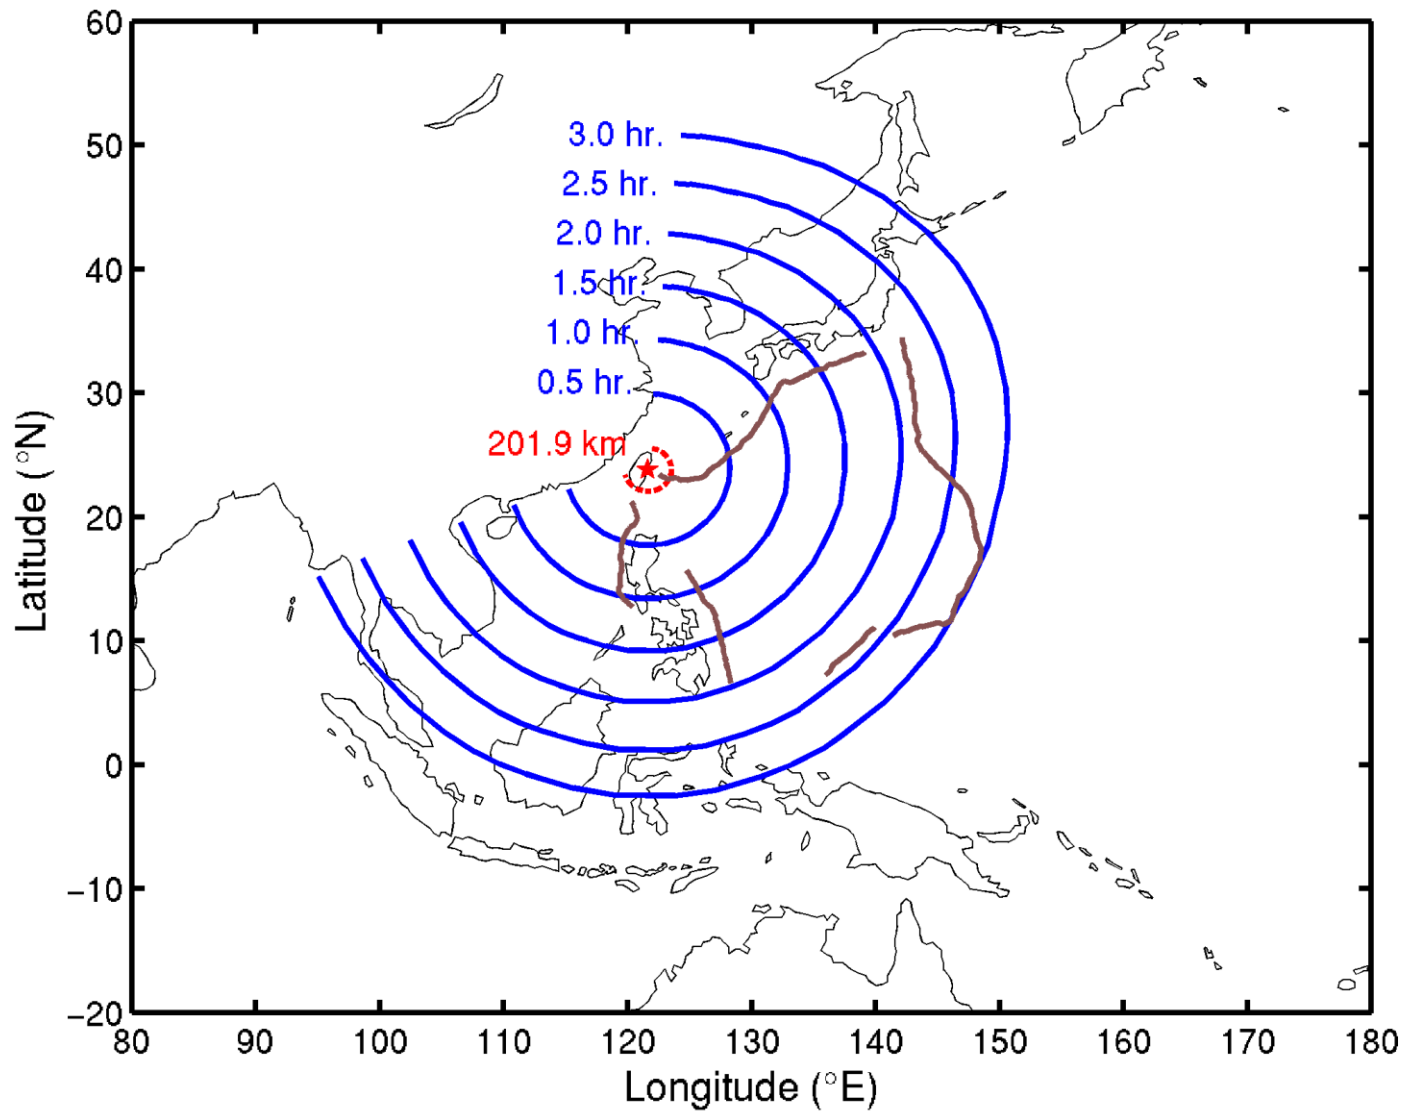 60
50
40
30
20
10
0
−10
−20
Latitude (°N)
3.0 hr.
2.5 hr.
2.0 hr.
1.5 hr.
1.0 hr.
0.5 hr.
201.9 km
80 90 100 110 120 130 140 150 160 170 180
Longitude (°E)